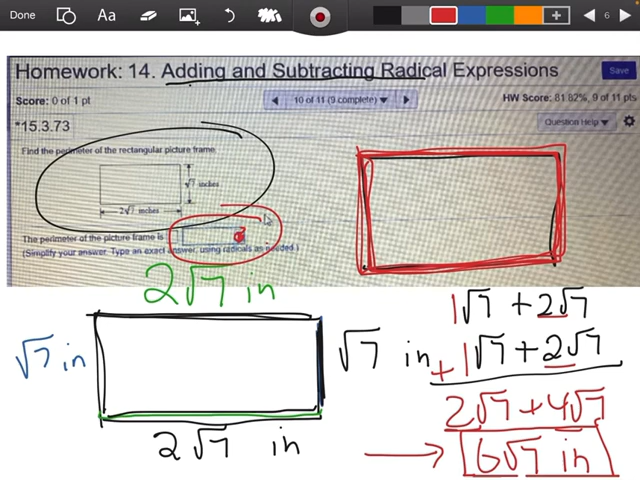 Done
Aa
6
Homework: 14. Adding and Subtracting Radical Expressions
Save
Score: 0 of 1 pt
10 of 11 (9 complete)
HW Score: 81.82%, 9 of 11 pts
*15.3.73
Question Help
Find the perimeter of the rectangular picture frame.
√7 inches
2√7 inches
The perimeter of the picture frame is
(Simplify your answer. Type an exact answer, using radicals as needed.)
2√7 in
√7 in
√7 in
2√7 in
1√7 + 2√7
+ 1√7 + 2√7
2√7 + 4√7
6√7 in